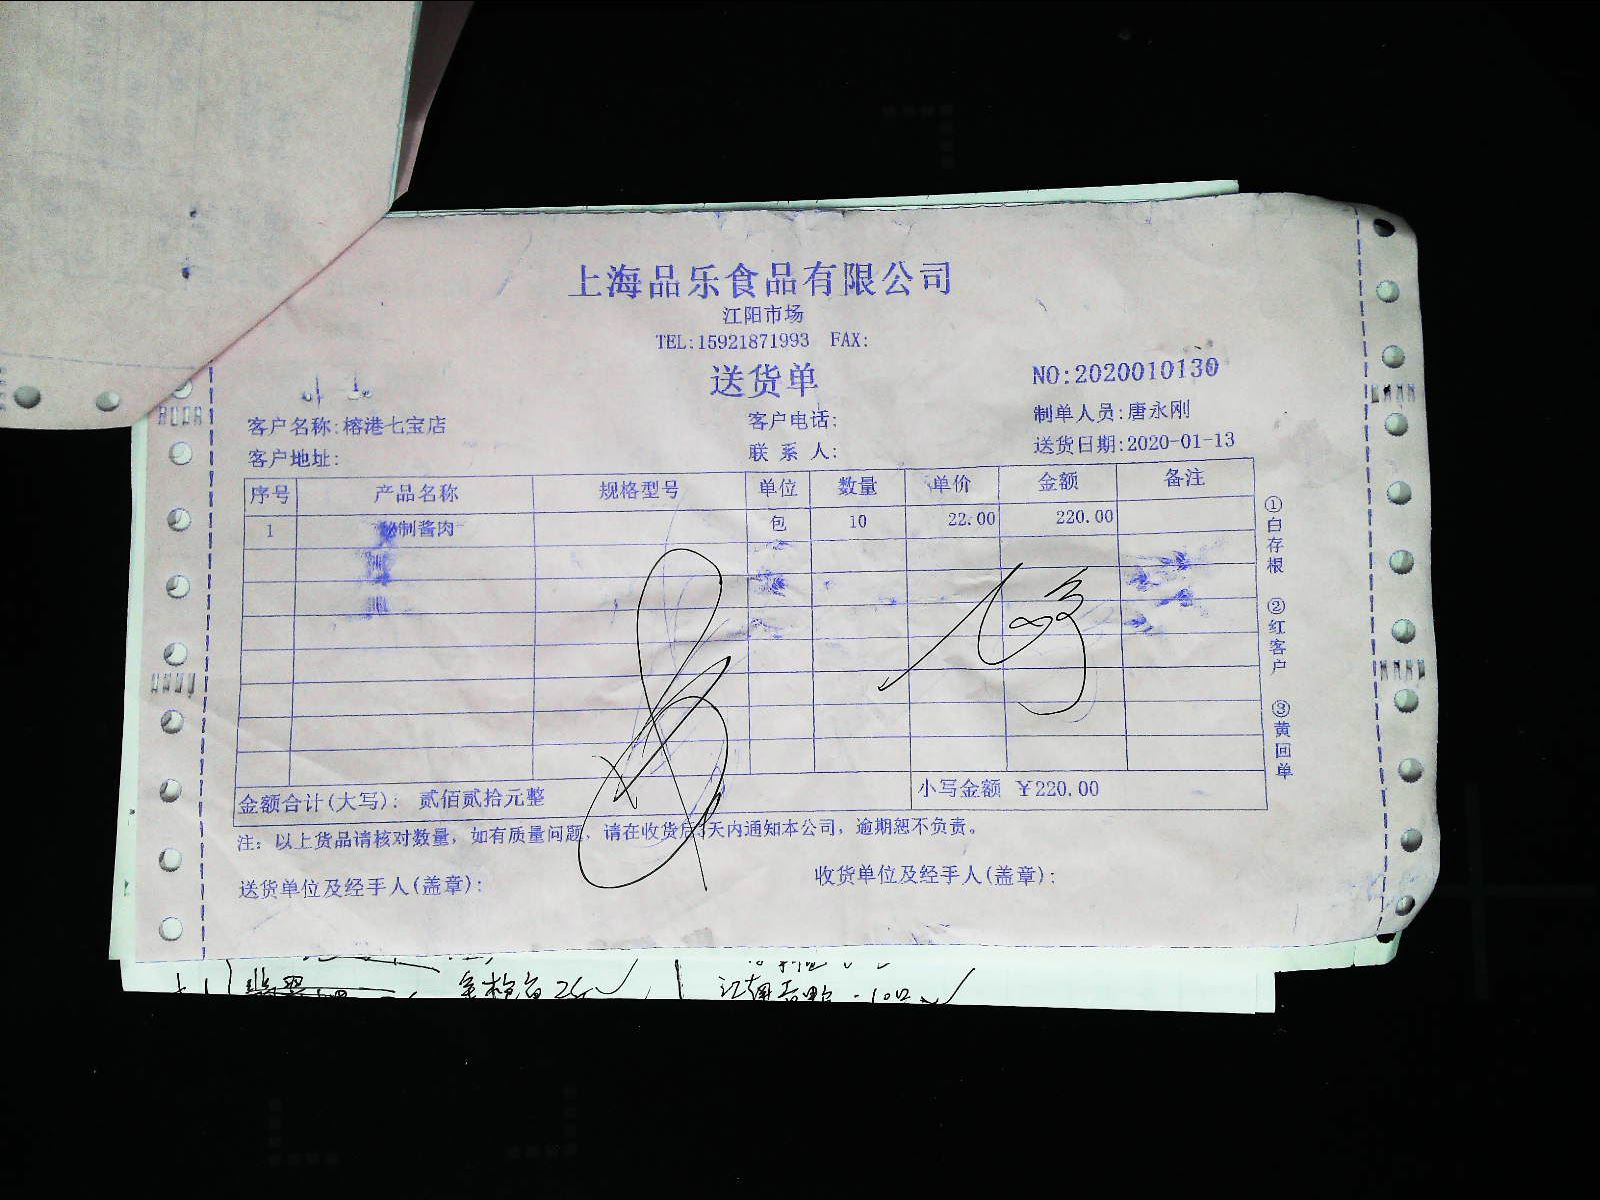 上海品乐食品有限公司
江阳市场
TEL:15921871993 FAX:
送货单
NO:2020010130
客户名称:榕港七宝店 客户电话: 制单人员:唐永刚
客户地址: 联 系 人: 送货日期:2020-01-13
序号 产品名称 规格型号 单位 数量 单价 金额 备注
1 秘制酱肉 包 10 22.00 220.00
金额合计(大写): 贰佰贰拾元整 小写金额 ¥220.00
注: 以上货品请核对数量, 如有质量问题, 请在收货后 天内通知本公司, 逾期恕不负责。
送货单位及经手人(盖章): 收货单位及经手人(盖章):
①白存根 ②红客户 ③黄回单